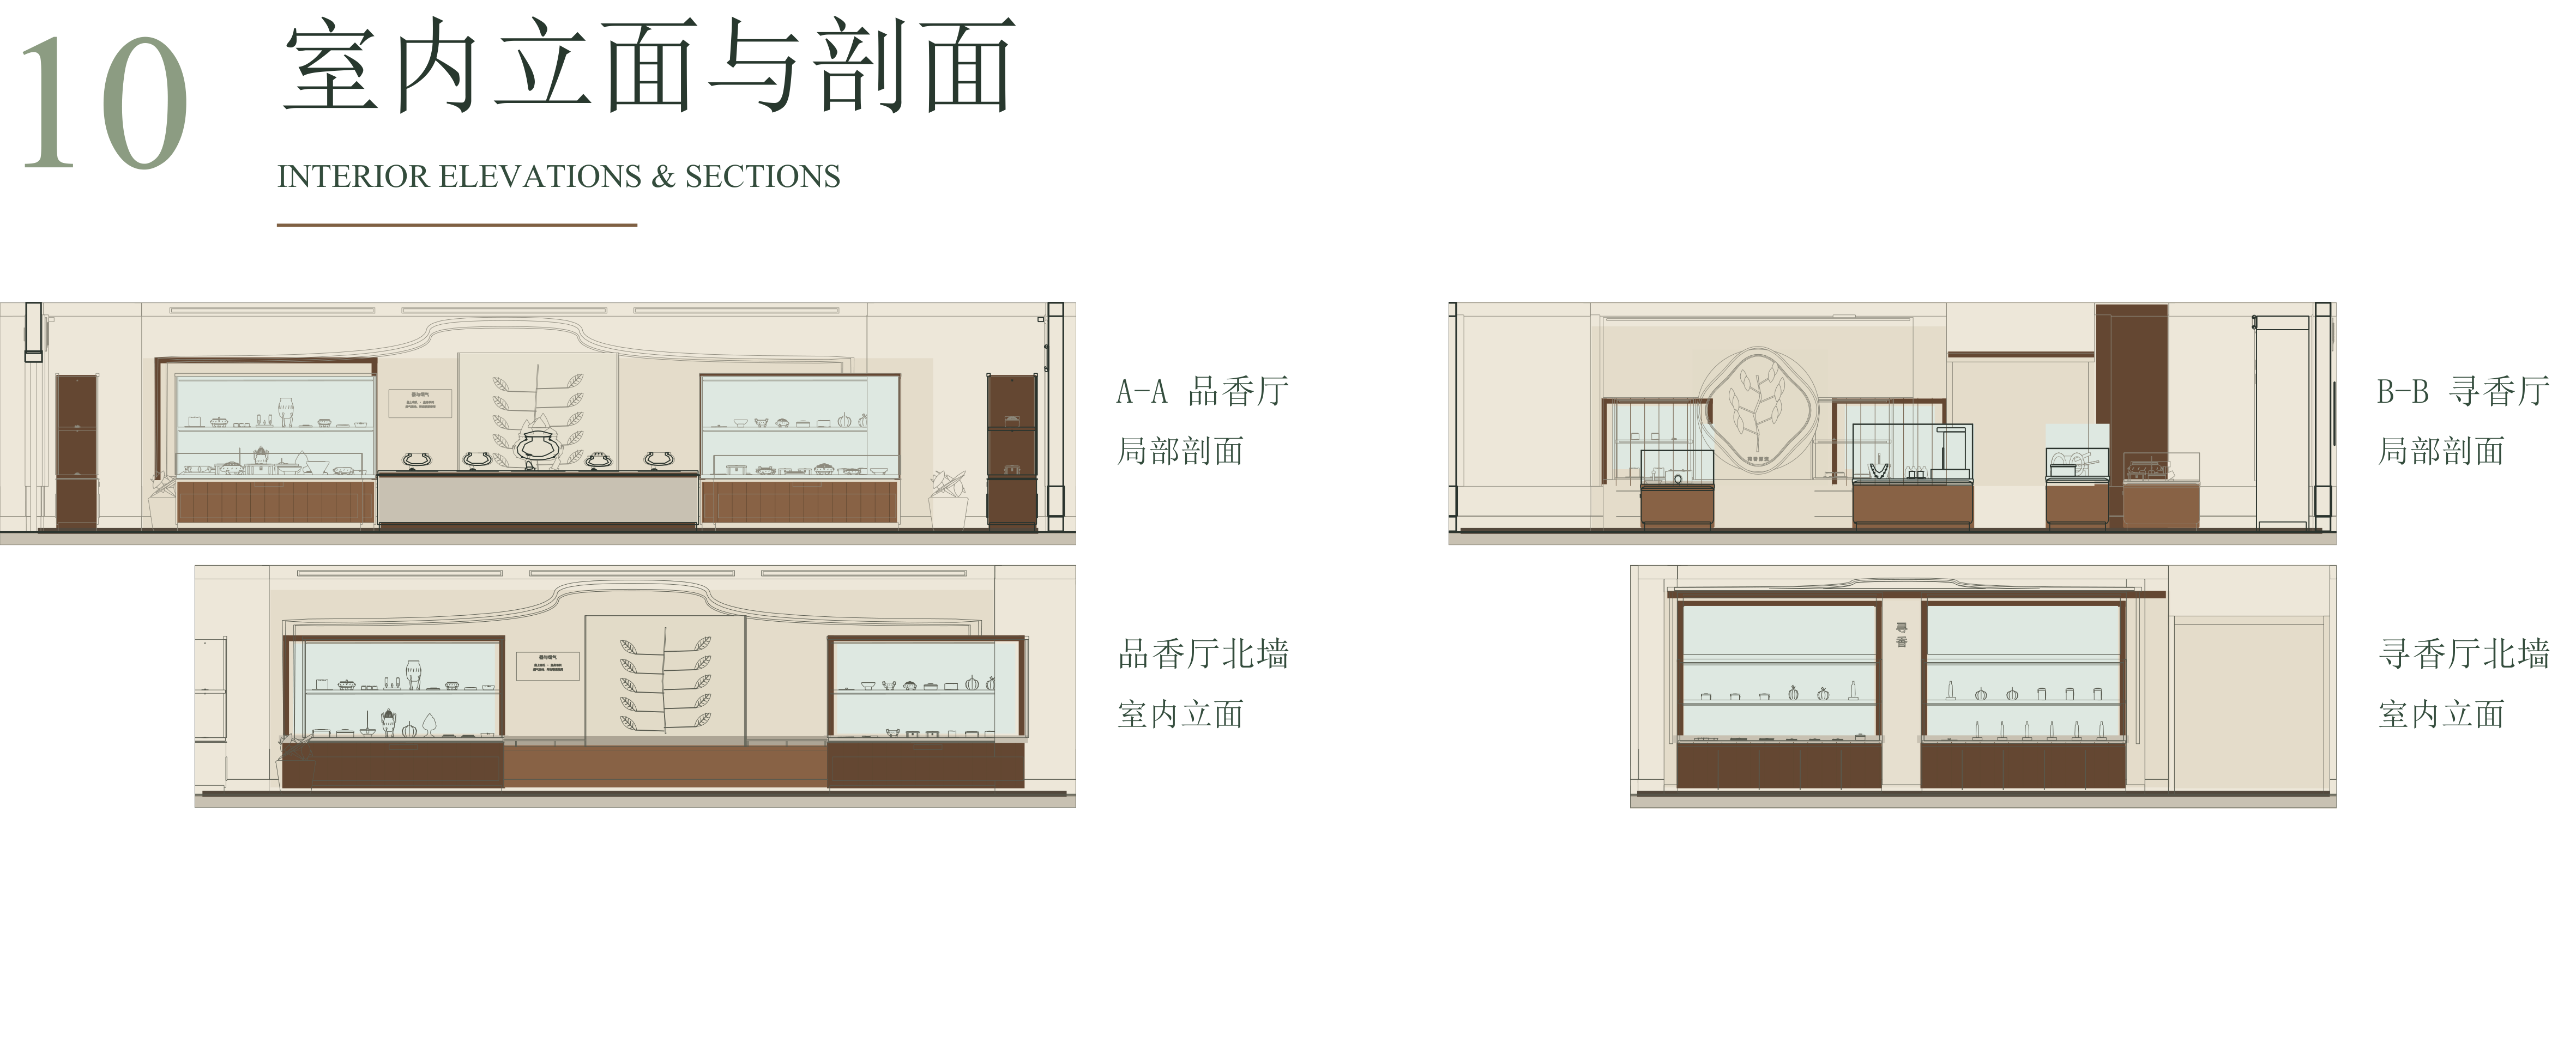 10
室内立面与剖面
INTERIOR ELEVATIONS & SECTIONS
A-A 品香厅
局部剖面
B-B 寻香厅
局部剖面
品香厅北墙
室内立面
寻香
寻香厅北墙
室内立面